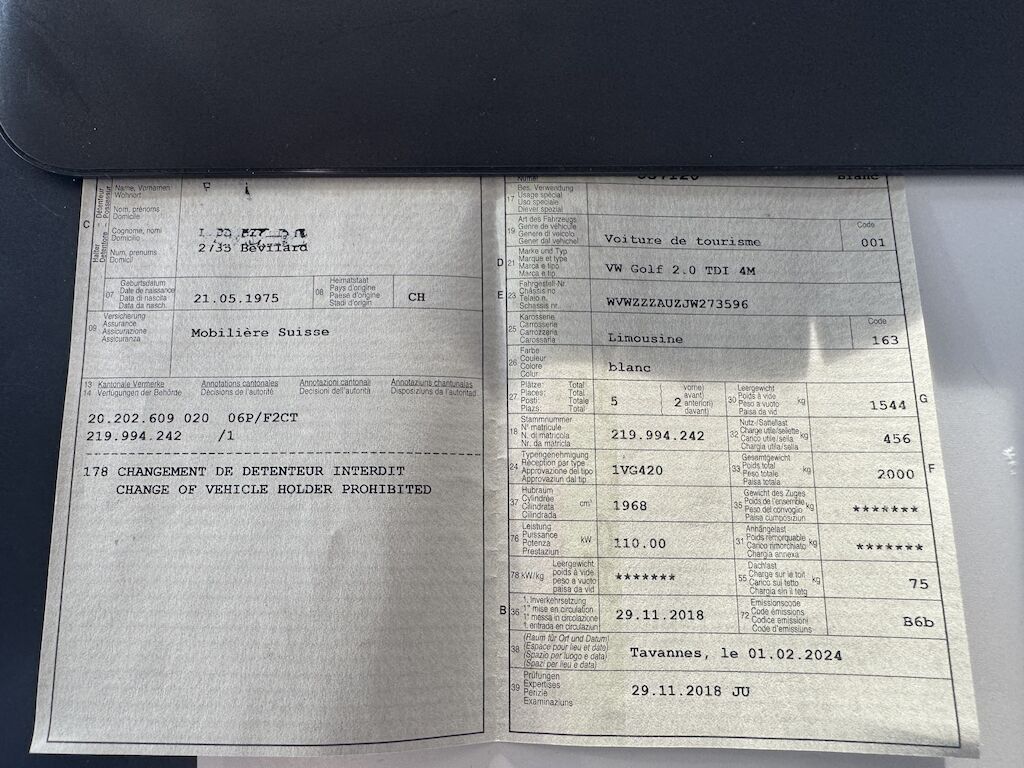 Name, Vornamen
Wohnort
Nom, prénoms
Domicile
Cognome, nomi
Domicilio
Num, prenums
Domicil
C
Halter
Détenteur
2735 Bévilard
07
Geburtsdatum
Date de naissance
Data di nascita
Data da nasch.
21.05.1975
08
Heimatstaat
Pays d'origine
Paese d'origine
Stadi d'origin
CH
09
Versicherung
Assurance
Assicurazione
Assicuranza
Mobilière Suisse
13 Kantonale Vermerke Annotations cantonales Annotazioni cantonali Annotaziuns chantunalas
14 Verfügungen der Behörde Décisions de l'autorité Decisioni dell'autorità Disposiziuns da l'autoritad
20.202.609 020 06P/F2CT
219.994.242 /1
178 CHANGEMENT DE DETENTEUR INTERDIT
CHANGE OF VEHICLE HOLDER PROHIBITED
blanc
17
Bes. Verwendung
Usage spécial
Uso speciale
Diever spezial
19
Art des Fahrzeugs
Genre de véhicule
Genere di veicolo
Gener dal vehichel
Voiture de tourisme
Code
001
D
21
Marke und Typ
Marque et type
Marca e tipo
Marca e tip
VW Golf 2.0 TDI 4M
E
23
Fahrgestell-Nr.
Châssis no
Telaio n.
Schassis nr.
WVWZZZAUZJW273596
25
Karosserie
Carrosserie
Carrozzeria
Carossaria
Limousine
Code
163
26
Farbe
Couleur
Colore
Colur
blanc
27
Plätze: Total
Places: Total
Posti: Totale
Plazs: Total
5
vorne)
avant)
2 anteriori)
davant)
30
Leergewicht
Poids à vide
Peso a vuoto
Paisa da vid
kg
1544
G
18
Stammnummer
N° matricule
N. di matricola
Nr. da matricla
219.994.242
32
Nutz-/Sattellast
Charge utile/sellette
Carico utile/sella
Chargia utila/sella
kg
456
24
Typengenehmigung
Réception par type
Approvazione del tipo
Approvaziun dal tip
1VG420
33
Gesamtgewicht
Poids total
Peso totale
Paisa totala
kg
2000
F
37
Hubraum
Cylindrée
Cilindrata
Cilindrada
cm³
1968
35
Gewicht des Zuges
Poids de l'ensemble
Peso del convoglio
Paisa cumposiziun
kg
*******
76
Leistung
Puissance
Potenza
Prestaziun
kW
110.00
31
Anhängelast
Poids remorquable
Carico rimorchiato
Chargia annexa
kg
*******
78 kW/kg
Leergewicht
poids à vide
peso a vuoto
paisa da vid
*******
55
Dachlast
Charge sur le toit
Carico sul tetto
Chargia sin il tetg
kg
75
B
36
1. Inverkehrsetzung
1re mise en circulation
1a messa in circolazione
1. entrada en circulaziun
29.11.2018
72
Emissionscode
Code émissions
Codice emissioni
Code d'emissiuns
B6b
38
(Raum für Ort und Datum)
(Espace pour lieu et date)
(Spazio per luogo e data)
(Spazi per lieu e data)
Tavannes, le 01.02.2024
39
Prüfungen
Expertises
Perizie
Examinaziuns
29.11.2018 JU